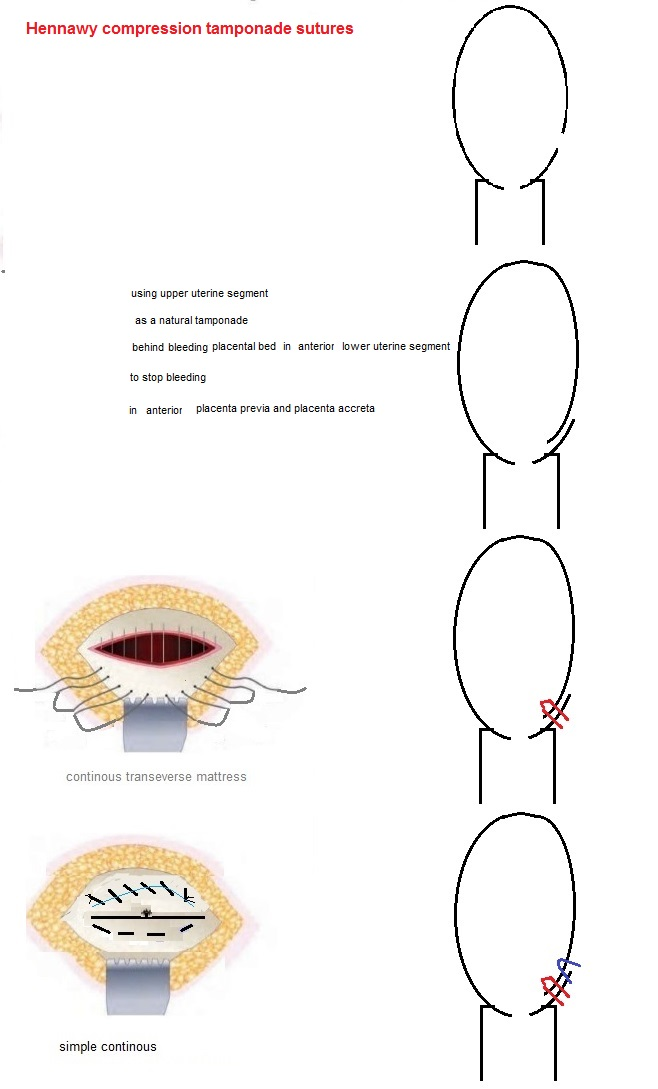 Hennawy compression tamponade sutures
using upper uterine segment
as a natural tamponade
behind bleeding placental bed in anterior lower uterine segment
to stop bleeding
in anterior placenta previa and placenta accreta
continous transeverse mattress
simple continous